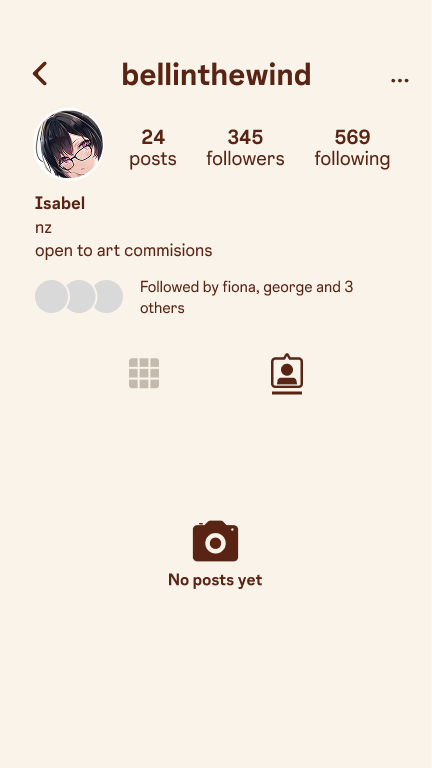 bellinthewind
24 345 569
posts followers following
Isabel
nz
open to art commisions
Followed by fiona, george and 3
others
No posts yet